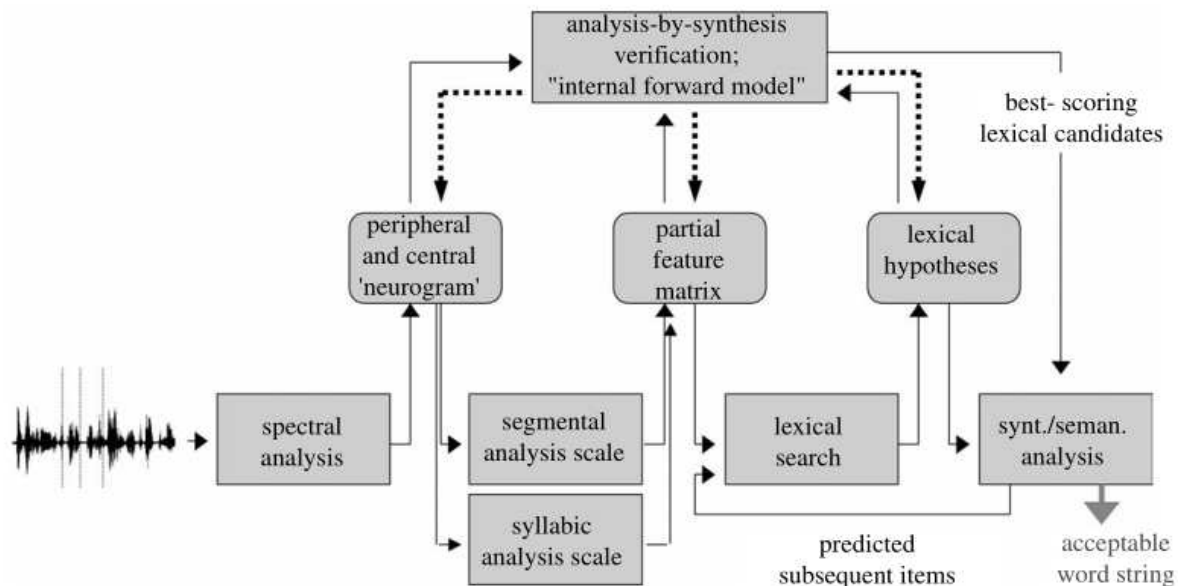 analysis-by-synthesis
verification;
"internal forward model"
best- scoring
lexical candidates
peripheral
and central
'neurogram'
partial
feature
matrix
lexical
hypotheses
spectral
analysis
segmental
analysis scale
lexical
search
synt./seman.
analysis
syllabic
analysis scale
predicted
subsequent items
acceptable
word string